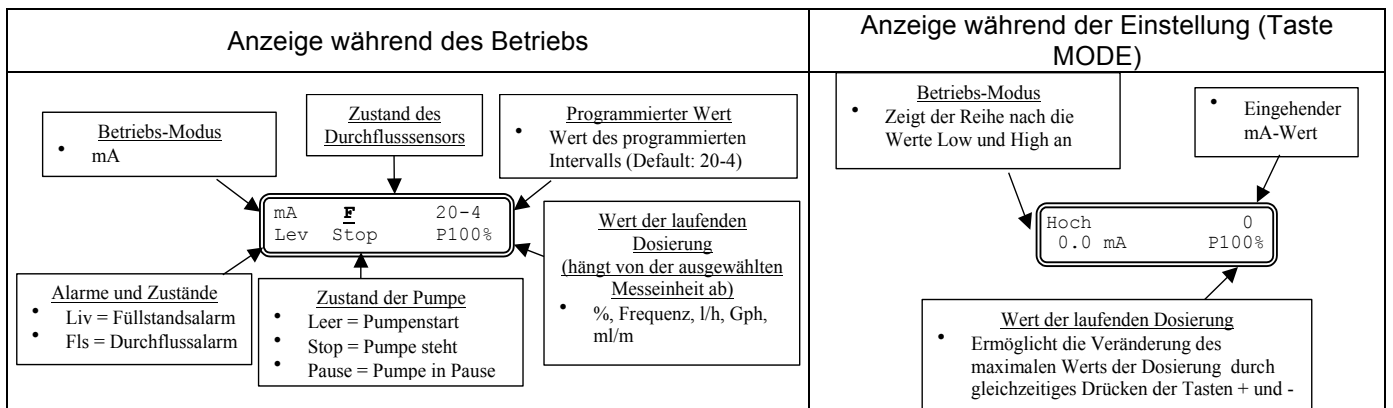 Anzeige während des Betriebs
Anzeige während der Einstellung (Taste
MODE)
Betriebs-Modus
• mA
Zustand des
Durchflusssensors
Programmierter Wert
• Wert des programmierten
Intervalls (Default: 20-4)
mA F 20-4
Lev Stop P100%
Alarme und Zustände
• Liv = Füllstandsalarm
• Fls = Durchflussalarm
Zustand der Pumpe
• Leer = Pumpenstart
• Stop = Pumpe steht
• Pause = Pumpe in Pause
Wert der laufenden
Dosierung
(hängt von der ausgewählten
Messeinheit ab)
• %, Frequenz, l/h, Gph,
ml/m
Betriebs-Modus
• Zeigt der Reihe nach die
Werte Low und High an
• Eingehender
mA-Wert
Hoch 0
0.0 mA P100%
Wert der laufenden Dosierung
• Ermöglicht die Veränderung des
maximalen Werts der Dosierung durch
gleichzeitiges Drücken der Tasten + und -